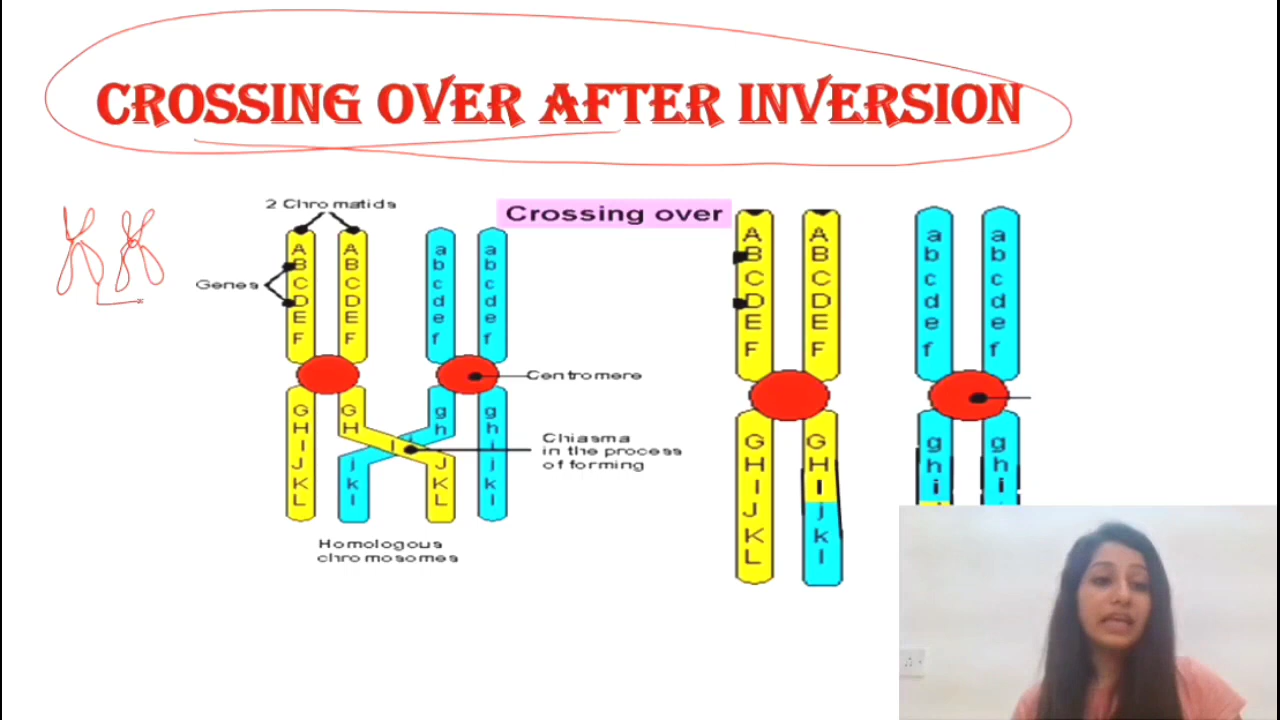 CROSSING OVER AFTER INVERSION
2 Chromatids
Crossing over
Genes
A
B
C
D
E
F
A
B
C
D
E
F
a
b
c
d
e
f
a
b
c
d
e
f
Centromere
G
H
I
J
K
L
G
H
I
J
K
L
g
h
j
k
l
g
h
i
j
k
l
Chiasma
in the process
of forming
Homologous
chromosomes
A
B
C
D
E
F
A
B
C
D
E
F
a
b
c
d
e
f
a
b
c
d
e
f
G
H
I
J
K
L
G
H
I
j
k
l
g
h
i
g
h
i